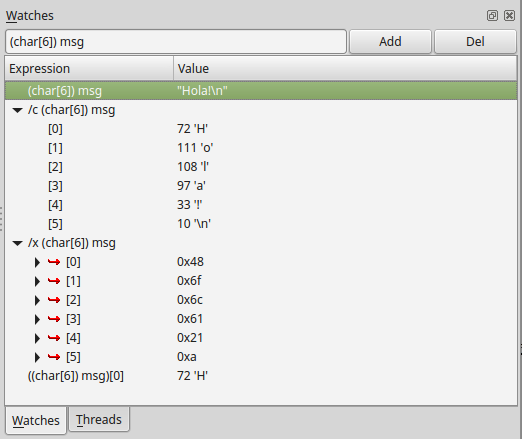 Watches
(char[6]) msg Add Del
Expression Value
(char[6]) msg "Hola!\n"
/c (char[6]) msg
[0] 72 'H'
[1] 111 'o'
[2] 108 'l'
[3] 97 'a'
[4] 33 '!'
[5] 10 '\n'
/x (char[6]) msg
[0] 0x48
[1] 0x6f
[2] 0x6c
[3] 0x61
[4] 0x21
[5] 0xa
((char[6]) msg)[0] 72 'H'
Watches Threads